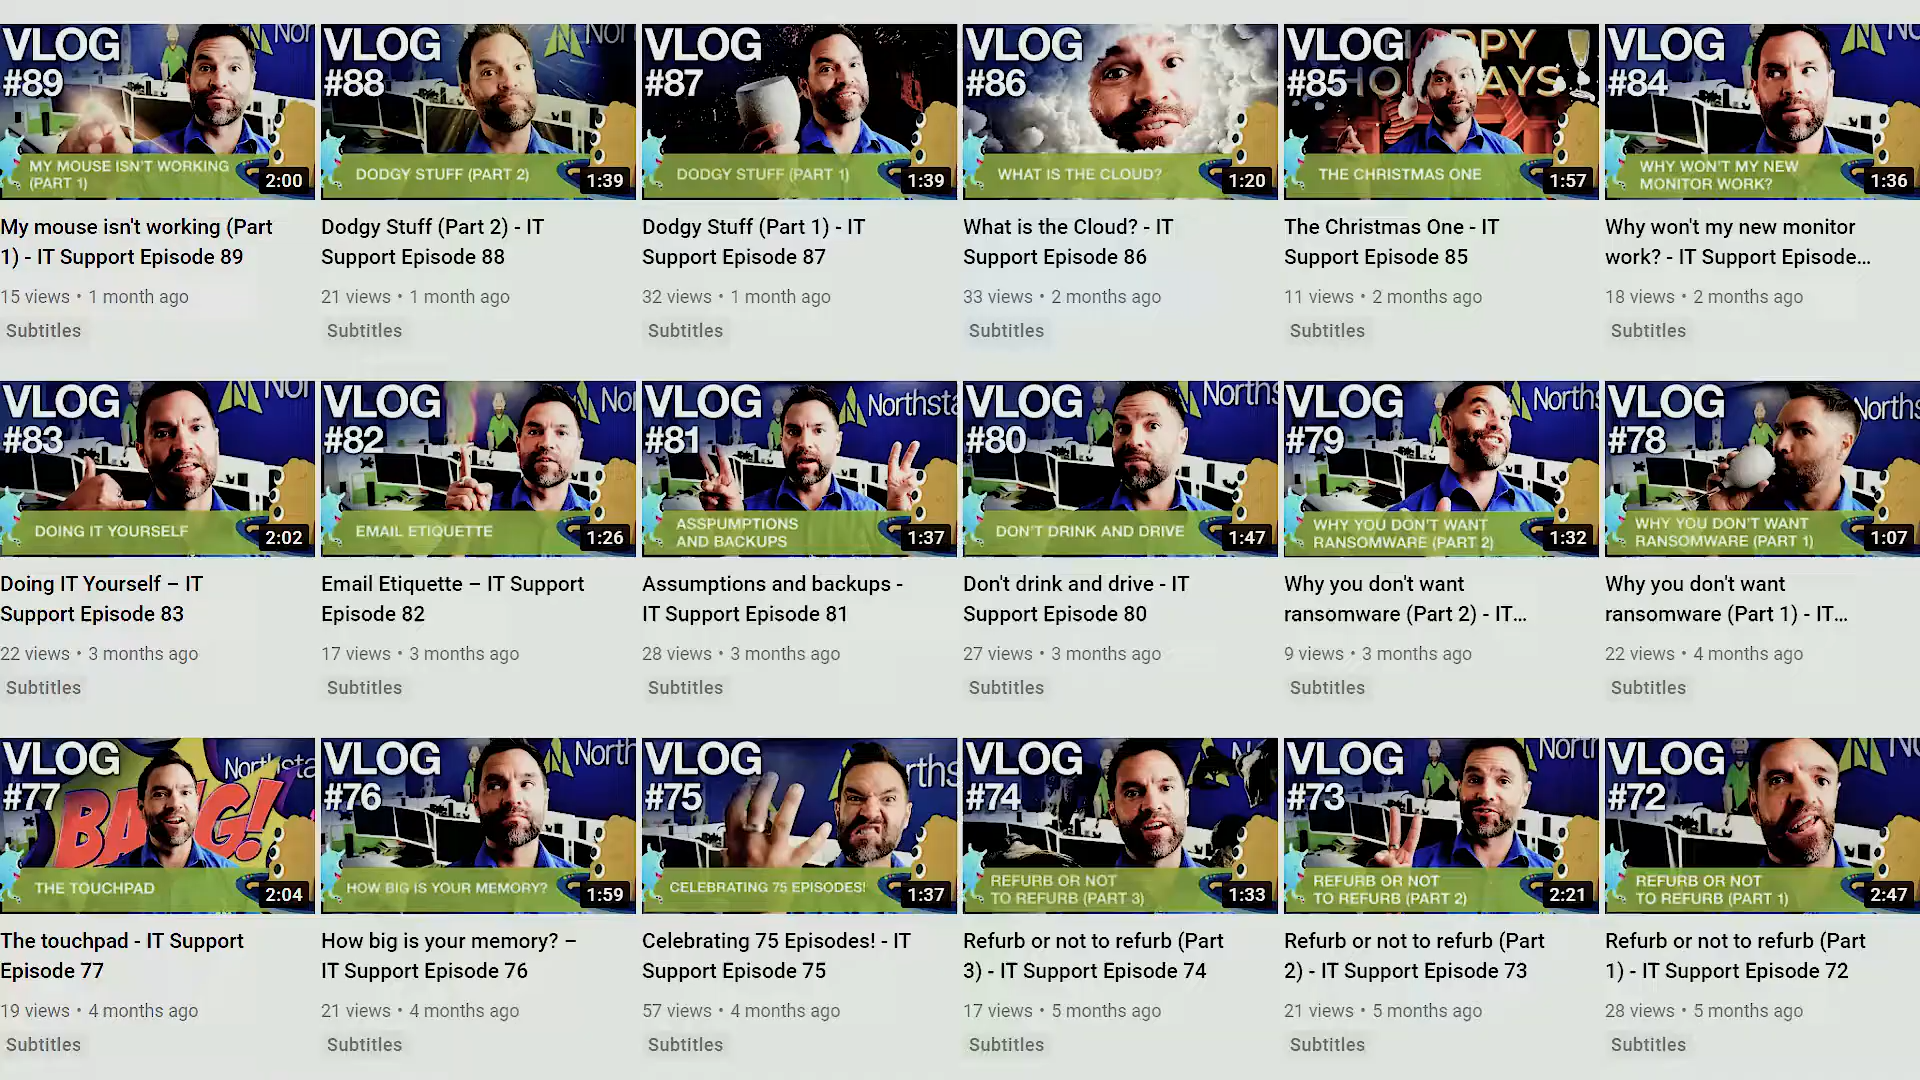 VLOG
#89
Nor
MY MOUSE ISN'T WORKING
(PART 1)
2:00
VLOG
#88
NOI
DODGY STUFF (PART 2)
1:39
VLOG
#87
DODGY STUFF (PART 1)
1:39
VLOG
#86
WHAT IS THE CLOUD?
1:20
VLOG
#85
PPY
HO AYS
THE CHRISTMAS ONE
1:57
VLOG
#84
WHY WON'T MY NEW
MONITOR WORK?
1:36
My mouse isn't working (Part
1) - IT Support Episode 89
15 views • 1 month ago
Subtitles
Dodgy Stuff (Part 2) - IT
Support Episode 88
21 views • 1 month ago
Subtitles
Dodgy Stuff (Part 1) - IT
Support Episode 87
32 views • 1 month ago
Subtitles
What is the Cloud? - IT
Support Episode 86
33 views • 2 months ago
Subtitles
The Christmas One - IT
Support Episode 85
11 views • 2 months ago
Subtitles
Why won't my new monitor
work? - IT Support Episode...
18 views • 2 months ago
Subtitles
VLOG
#83
NOI
DOING IT YOURSELF
2:02
VLOG
#82
No
EMAIL ETIQUETTE
1:26
VLOG
#81
Northsta
ASSPUMPTIONS
AND BACKUPS
1:37
VLOG
#80
Norths
DON'T DRINK AND DRIVE
1:47
VLOG
#79
North
WHY YOU DON'T WANT
RANSOMWARE (PART 2)
1:32
VLOG
#78
Norths
WHY YOU DON'T WANT
RANSOMWARE (PART 1)
1:07
Doing IT Yourself – IT
Support Episode 83
22 views • 3 months ago
Subtitles
Email Etiquette – IT Support
Episode 82
17 views • 3 months ago
Subtitles
Assumptions and backups -
IT Support Episode 81
28 views • 3 months ago
Subtitles
Don't drink and drive - IT
Support Episode 80
27 views • 3 months ago
Subtitles
Why you don't want
ransomware (Part 2) - IT...
9 views • 3 months ago
Subtitles
Why you don't want
ransomware (Part 1) - IT...
22 views • 4 months ago
Subtitles
VLOG
#77
Northsta
BANG!
THE TOUCHPAD
2:04
VLOG
#76
North
HOW BIG IS YOUR MEMORY?
1:59
VLOG
#75
rths
CELEBRATING 75 EPISODES!
1:37
VLOG
#74
REFURB OR NOT
TO REFURB (PART 3)
1:33
VLOG
#73
North
REFURB OR NOT
TO REFURB (PART 2)
2:21
VLOG
#72
REFURB OR NOT
TO REFURB (PART 1)
2:47
The touchpad - IT Support
Episode 77
19 views • 4 months ago
Subtitles
How big is your memory? –
IT Support Episode 76
21 views • 4 months ago
Subtitles
Celebrating 75 Episodes! - IT
Support Episode 75
57 views • 4 months ago
Subtitles
Refurb or not to refurb (Part
3) - IT Support Episode 74
17 views • 5 months ago
Subtitles
Refurb or not to refurb (Part
2) - IT Support Episode 73
21 views • 5 months ago
Subtitles
Refurb or not to refurb (Part
1) - IT Support Episode 72
28 views • 5 months ago
Subtitles